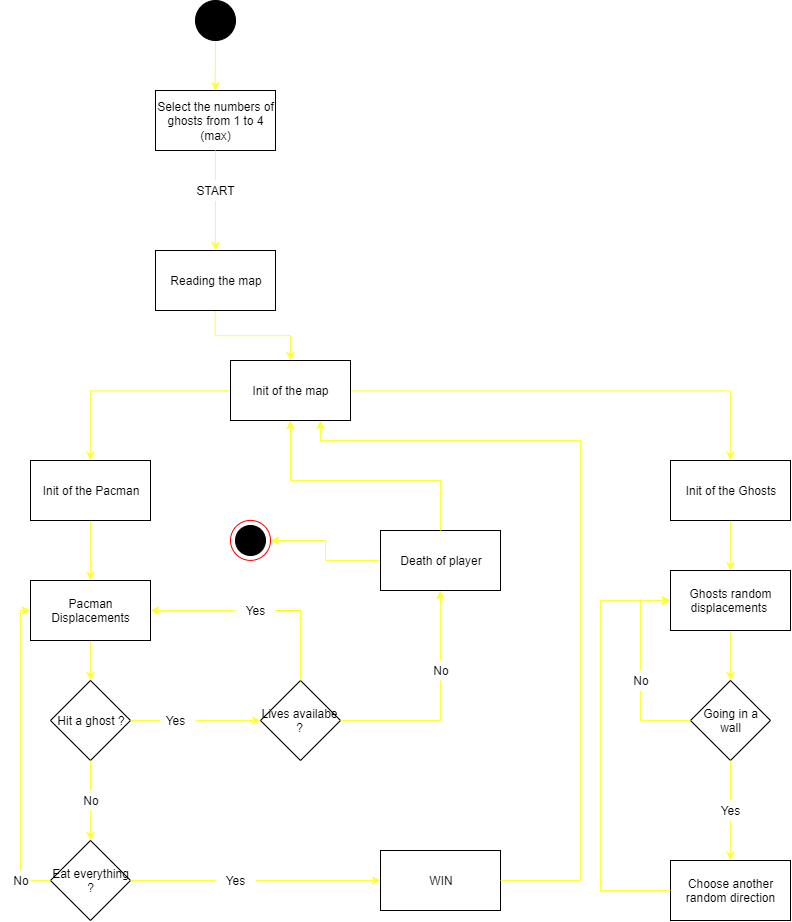 Select the numbers of
ghosts from 1 to 4
(max)
START
Reading the map
Init of the map
Init of the Pacman
Init of the Ghosts
Death of player
Pacman
Displacements
Yes
Ghosts random
displacements
No
No
Hit a ghost ?
Yes
Lives availabe
?
Going in a
wall
No
Yes
No
Eat everything
?
Yes
WIN
Choose another
random direction